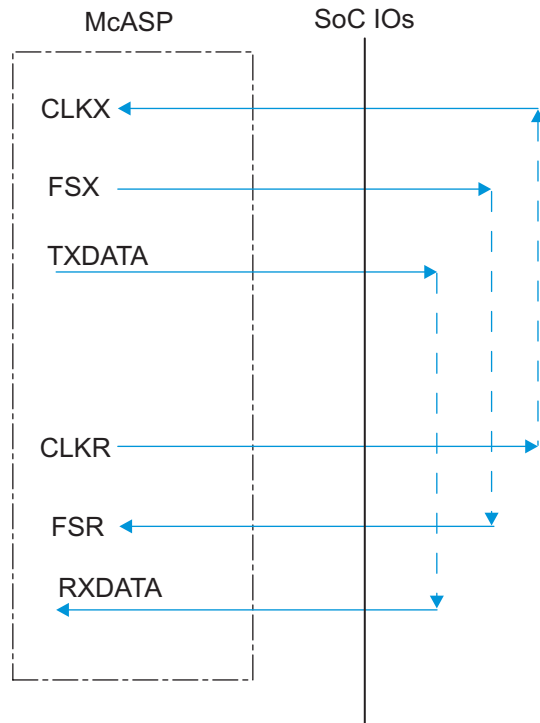 McASP
SoC IOs
CLKX
FSX
TXDATA
CLKR
FSR
RXDATA